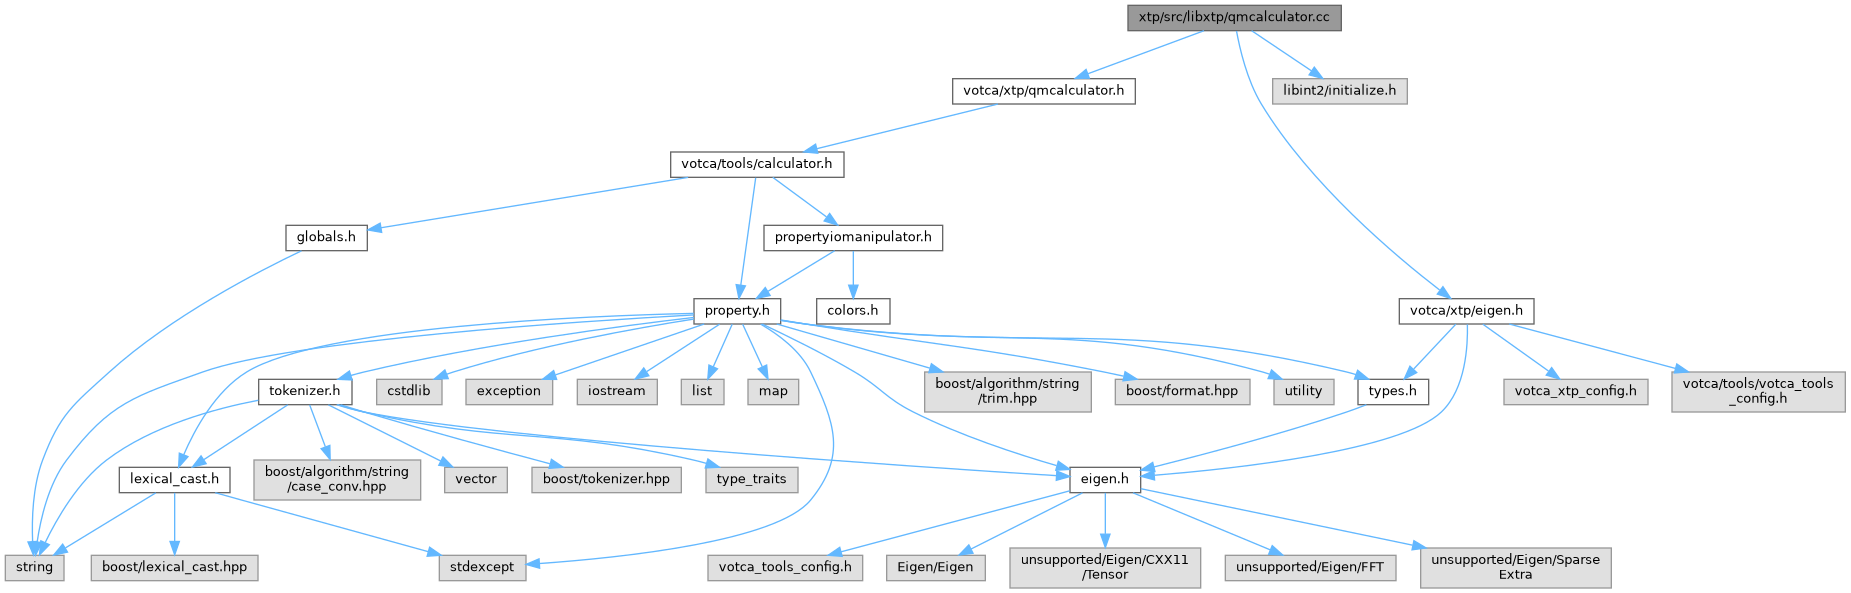 xtp/src/libxtp/qmcalculator.cc
votca/xtp/qmcalculator.h
libint2/initialize.h
votca/tools/calculator.h
globals.h
propertyiomanipulator.h
property.h
colors.h
votca/xtp/eigen.h
tokenizer.h
cstdlib
exception
iostream
list
map
boost/algorithm/string
/trim.hpp
boost/format.hpp
utility
types.h
votca_xtp_config.h
votca/tools/votca_tools
_config.h
lexical_cast.h
boost/algorithm/string
/case_conv.hpp
vector
boost/tokenizer.hpp
type_traits
eigen.h
string
boost/lexical_cast.hpp
stdexcept
votca_tools_config.h
Eigen/Eigen
unsupported/Eigen/CXX11
/Tensor
unsupported/Eigen/FFT
unsupported/Eigen/Sparse
Extra